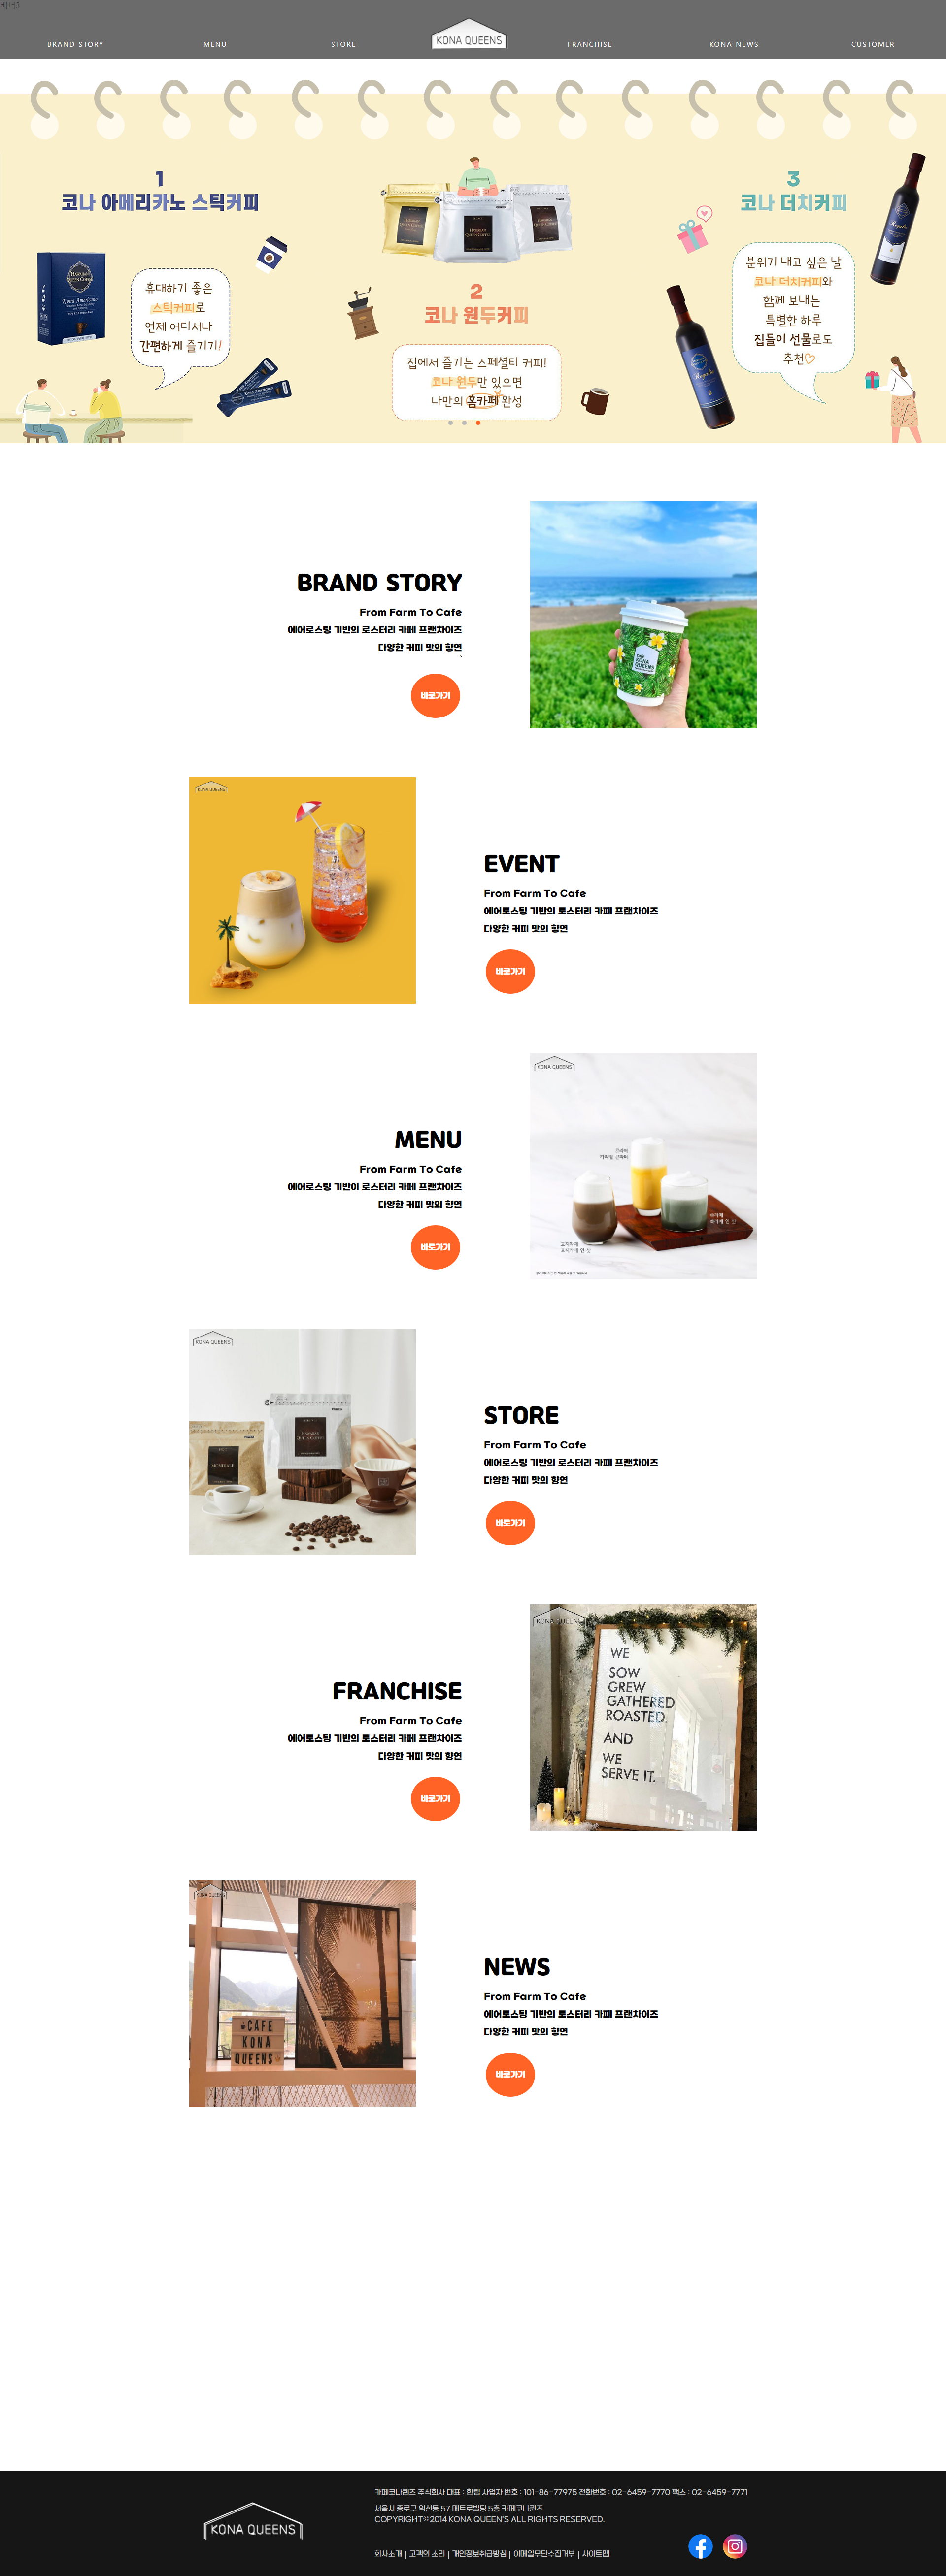 배너3
BRAND STORY
MENU
STORE
KONA QUEENS
FRANCHISE
KONA NEWS
CUSTOMER
1
코나 아메리카노 스틱커피
HAWAIIAN
QUEEN COFFEE
Kona Americano
휴대하기 좋은
스틱커피로
언제 어디서나
간편하게 즐기기!
2
코나 원두커피
집에서 즐기는 스페셜티 커피!
코나 원두만 있으면
나만의 홈카페 완성
3
코나 더치커피
분위기 내고 싶은 날
코나 더치커피와
함께 보내는
특별한 하루
집들이 선물로도
추천
BRAND STORY
From Farm To Cafe
에어로스팅 기반의 로스터리 카페 프랜차이즈
다양한 커피 맛의 향연
바로가기
cafe
KONA
QUEENS
KONA QUEENS
EVENT
From Farm To Cafe
에어로스팅 기반의 로스터리 카페 프랜차이즈
다양한 커피 맛의 향연
바로가기
MENU
From Farm To Cafe
에어로스팅 기반이 로스터리 카페 프랜차이즈
다양한 커피 맛의 향연
바로가기
KONA QUEENS
KONA QUEENS
HAWAIIAN
QUEEN COFFEE
MONDIALE
STORE
From Farm To Cafe
에어로스팅 기반의 로스터리 카페 프랜차이즈
다양한 커피 맛의 향연
바로가기
FRANCHISE
From Farm To Cafe
에어로스팅 기반의 로스터리 카페 프랜차이즈
다양한 커피 맛의 향연
바로가기
KONA QUEENS
WE
SOW
GREW
GATHERED
ROASTED.
AND
WE
SERVE IT.
KONA QUEENS
#CAFE
KONA
QUEENS
NEWS
From Farm To Cafe
에어로스팅 기반의 로스터리 카페 프랜차이즈
다양한 커피 맛의 향연
바로가기
KONA QUEENS
카페코나퀸즈 주식회사 대표 : 한림 사업자 번호 : 101-86-77975 전화번호 : 02-6459-7770 팩스 : 02-6459-7771
서울시 종로구 익선동 57 메트로빌딩 5층 카페코나퀸즈
COPYRIGHT©2014 KONA QUEEN'S ALL RIGHTS RESERVED.
회사소개 | 고객의 소리 | 개인정보취급방침 | 이메일무단수집거부 | 사이트맵